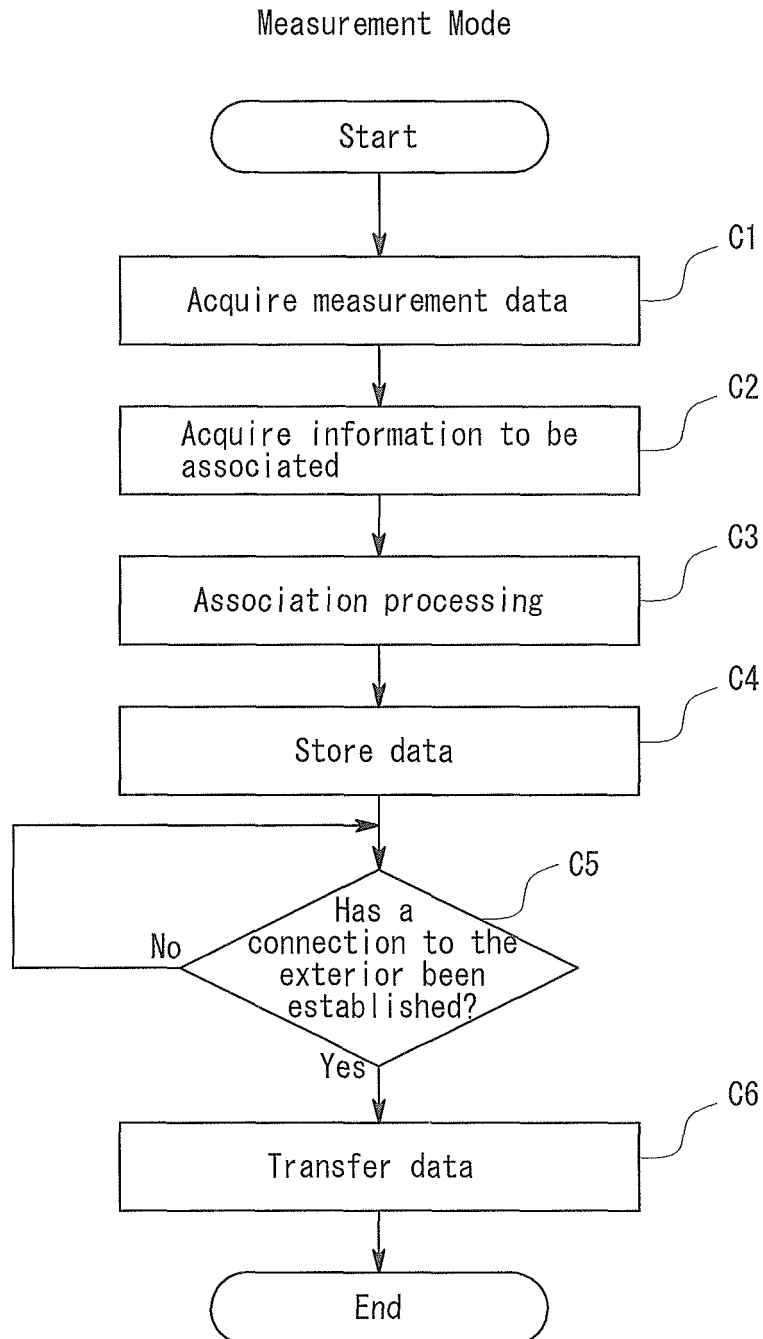 Measurement Mode
Start
C1
Acquire measurement data
C2
Acquire information to be
associated
C3
Association processing
C4
Store data
C5
Has a
connection to the
exterior been
established?
No
Yes
C6
Transfer data
End